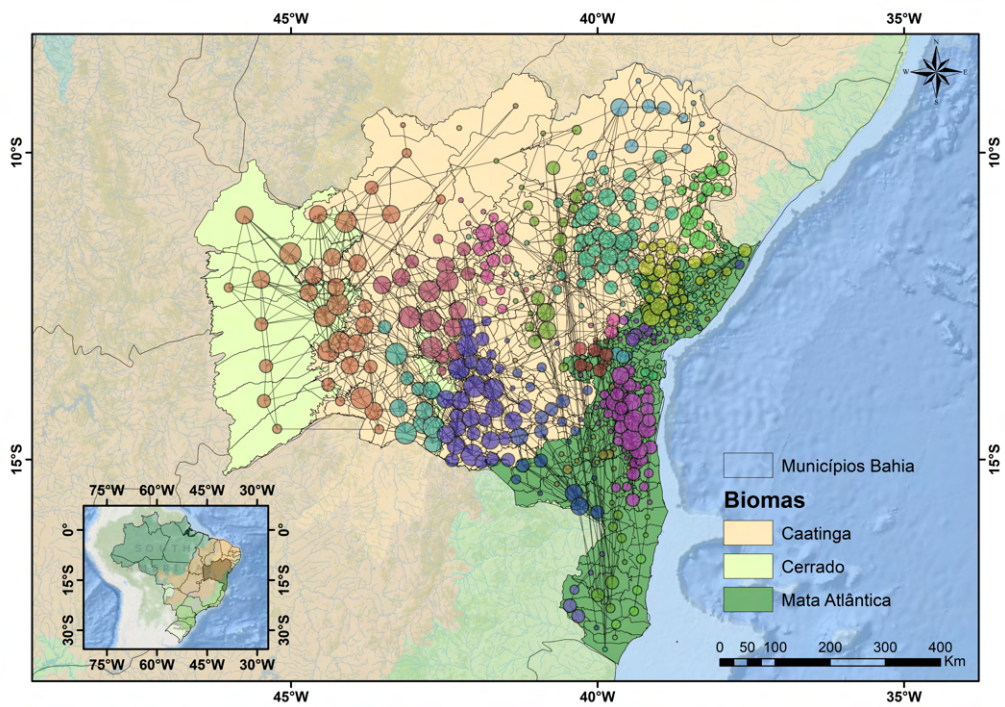 45°W 40°W 35°W
N
W E
S
10°S 10°S
15°S 15°S
Municípios Bahia
Biomas
Caatinga
Cerrado
Mata Atlântica
75°W 60°W 45°W 30°W
0° 0°
SOUTH
15°S 15°S
30°S 30°S
75°W 60°W 45°W 30°W
0 50 100 200 300 400
Km
45°W 40°W 35°W